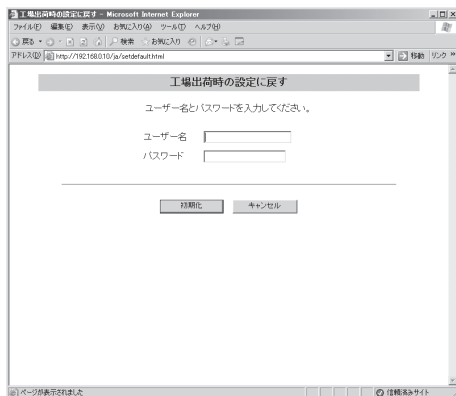 工場出荷時の設定に戻す - Microsoft Internet Explorer
ファイル(F) 編集(E) 表示(V) お気に入り(A) ツール(T) ヘルプ(H)
戻る 検索 お気に入り
アドレス(D) http://192.168.0.10/ja/setdefault.html 移動 リンク »
工場出荷時の設定に戻す
ユーザー名とパスワードを入力してください。
ユーザー名
パスワード
初期化 キャンセル
ページが表示されました 信頼済みサイト